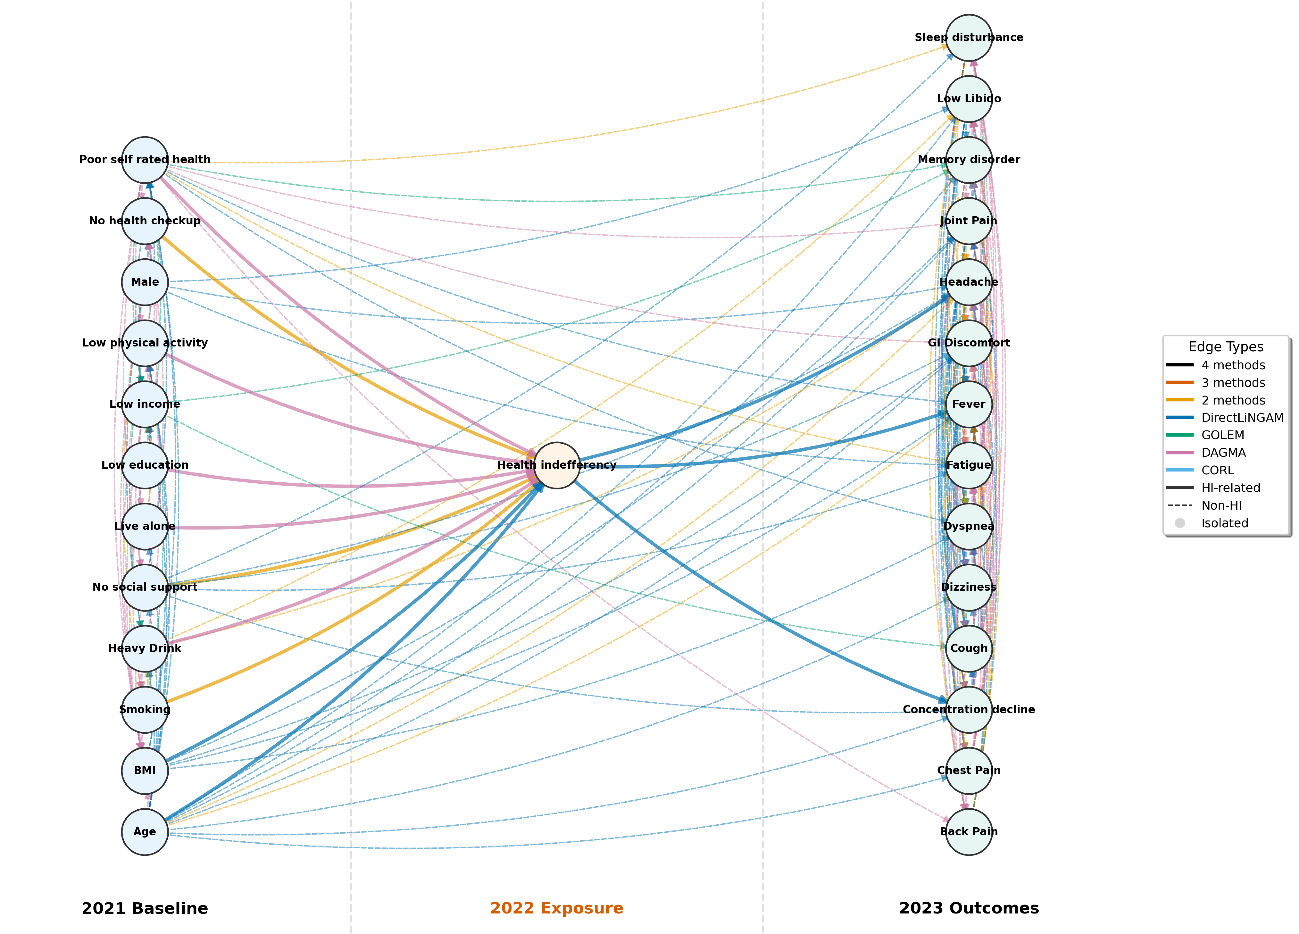 Sleep disturbance
Low Libido
Memory disorder
Joint Pain
Headache
GI Discomfort
Fever
Fatigue
Dyspnea
Dizziness
Cough
Concentration decline
Chest Pain
Back Pain
Poor self rated health
No health checkup
Male
Low physical activity
Low income
Low education
Live alone
No social support
Heavy Drink
Smoking
BMI
Age
Health indefferency
Edge Types
4 methods
3 methods
2 methods
DirectLiNGAM
GOLEM
DAGMA
CORL
HI-related
Non-HI
Isolated
2021 Baseline
2022 Exposure
2023 Outcomes